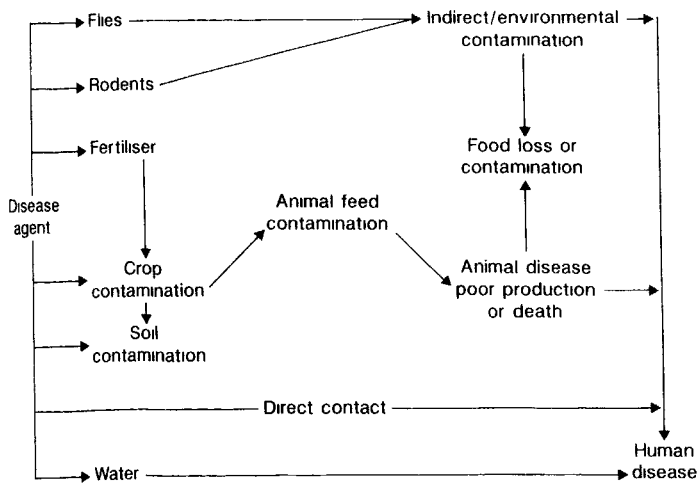 Flies
Indirect/environmental
contamination
Rodents
Fertiliser
Food loss or
contamination
Disease
agent
Animal feed
contamination
Crop
contamination
Animal disease
poor production
or death
Soil
contamination
Direct contact
Human
disease
Water